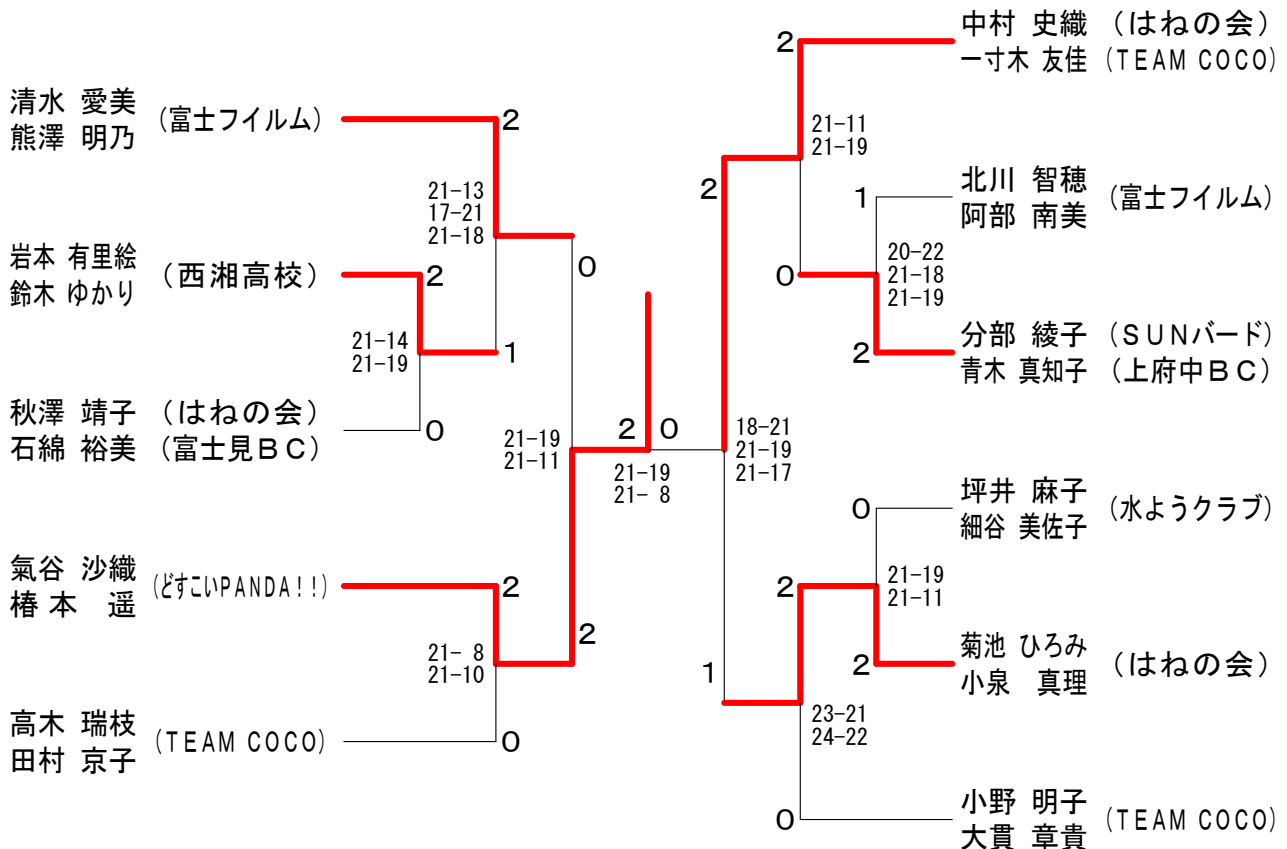 清水 愛美
熊澤 明乃
(富士フイルム)
2
21-13
17-21
21-18
0
岩本 有里絵
鈴木 ゆかり
(西湘高校)
2
21-14
21-19
1
秋澤 靖子 (はねの会)
石綿 裕美 (富士見BC)
0
21-19
21-11
氣谷 沙織
椿本 遥
(どすこいPANDA!!)
2
21- 8
21-10
2
高木 瑞枝
田村 京子
(TEAM COCO)
0
2 0
21-19
21- 8
中村 史織 (はねの会)
一寸木 友佳 (TEAM COCO)
2
21-11
21-19
2
北川 智穂
阿部 南美
(富士フイルム)
1
20-22
21-18
21-19
0
分部 綾子 (SUNバード)
青木 真知子 (上府中BC)
2
18-21
21-19
21-17
坪井 麻子
細谷 美佐子
(水ようクラブ)
0
21-19
21-11
2
菊池 ひろみ
小泉 真理
(はねの会)
2
1
23-21
24-22
小野 明子
大貫 章貴
(TEAM COCO)
0